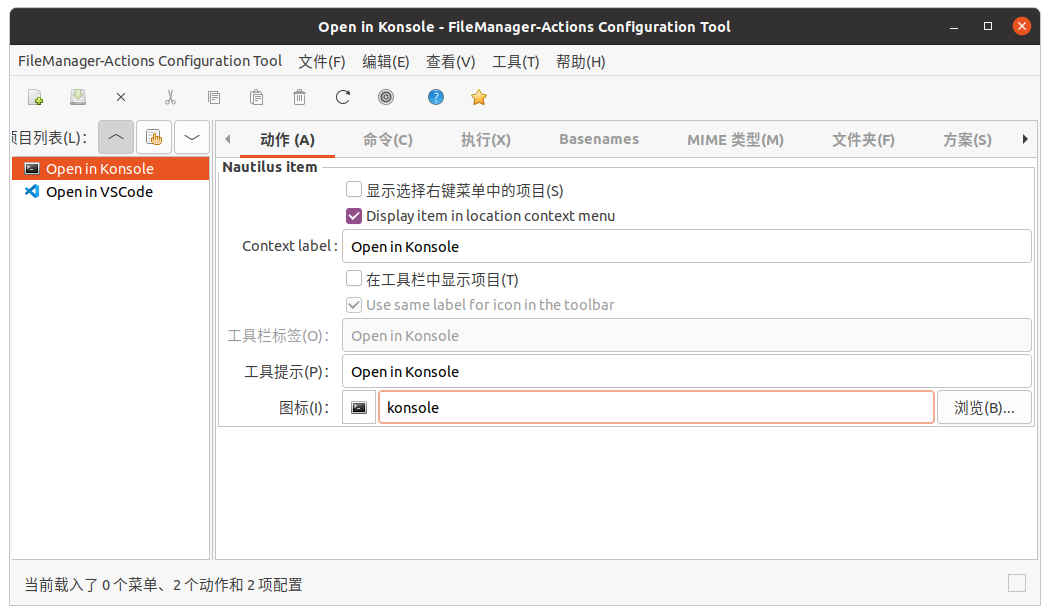 Open in Konsole - FileManager-Actions Configuration Tool
FileManager-Actions Configuration Tool 文件(F) 编辑(E) 查看(V) 工具(T) 帮助(H)
项目列表(L):
动作 (A) 命令(C) 执行(X) Basenames MIME 类型(M) 文件夹(F) 方案(S)
Open in Konsole
Open in VSCode
Nautilus item
显示选择右键菜单中的项目(S)
Display item in location context menu
Context label : Open in Konsole
在工具栏中显示项目(T)
Use same label for icon in the toolbar
工具栏标签(O): Open in Konsole
工具提示(P): Open in Konsole
图标(I): konsole 浏览(B)...
当前载入了 0 个菜单、2 个动作和 2 项配置